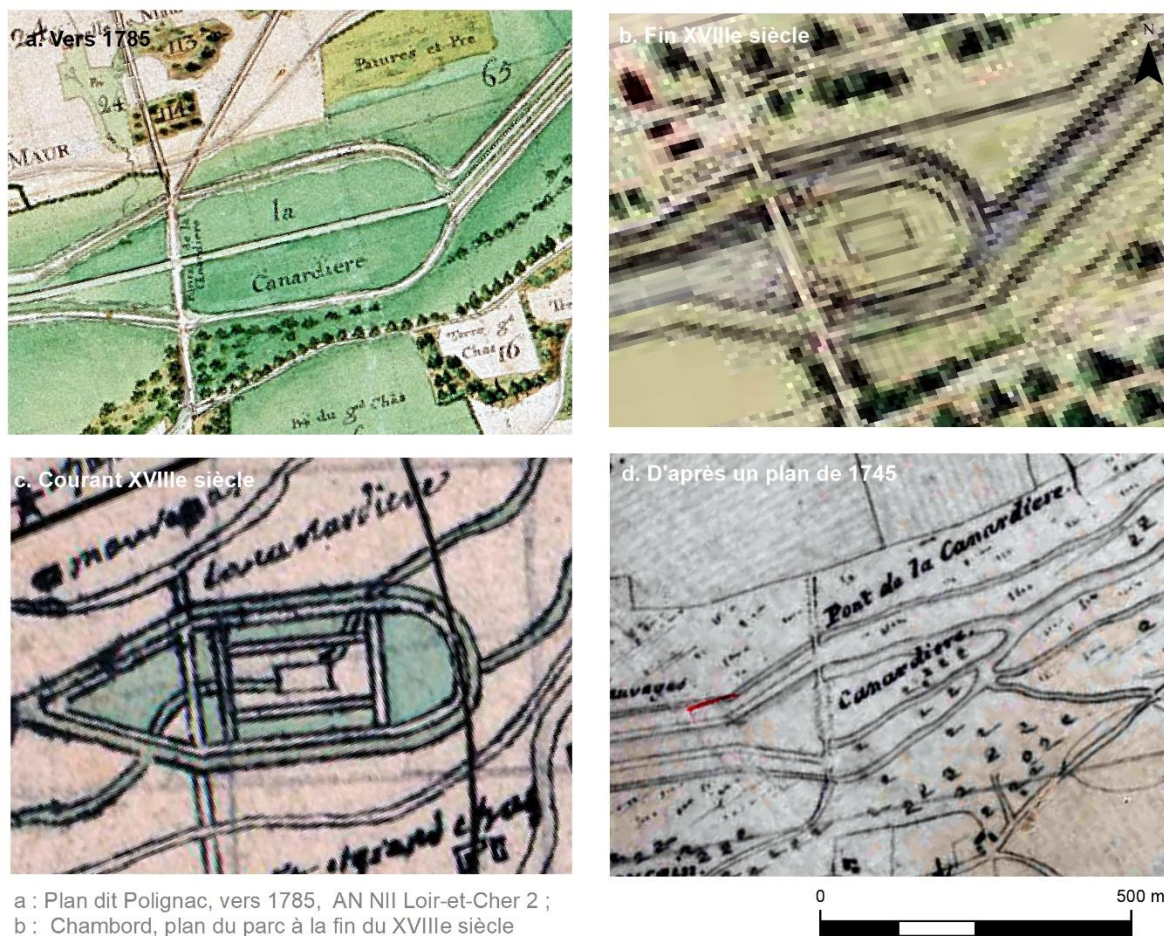 a. Vers 1785
24
113
Patures et Pré
65
24
114
MAUR
la
Canardiere
Terre gd
Chas 16
Pré du gd Chas
b. Fin XVIIIe siècle
N
c. Courant XVIIIe siècle
d. D'après un plan de 1745
Pont de la Canardiere.
Canardiere.
a : Plan dit Polignac, vers 1785, AN NII Loir-et-Cher 2 ;
b : Chambord, plan du parc à la fin du XVIIIe siècle
0 500 m